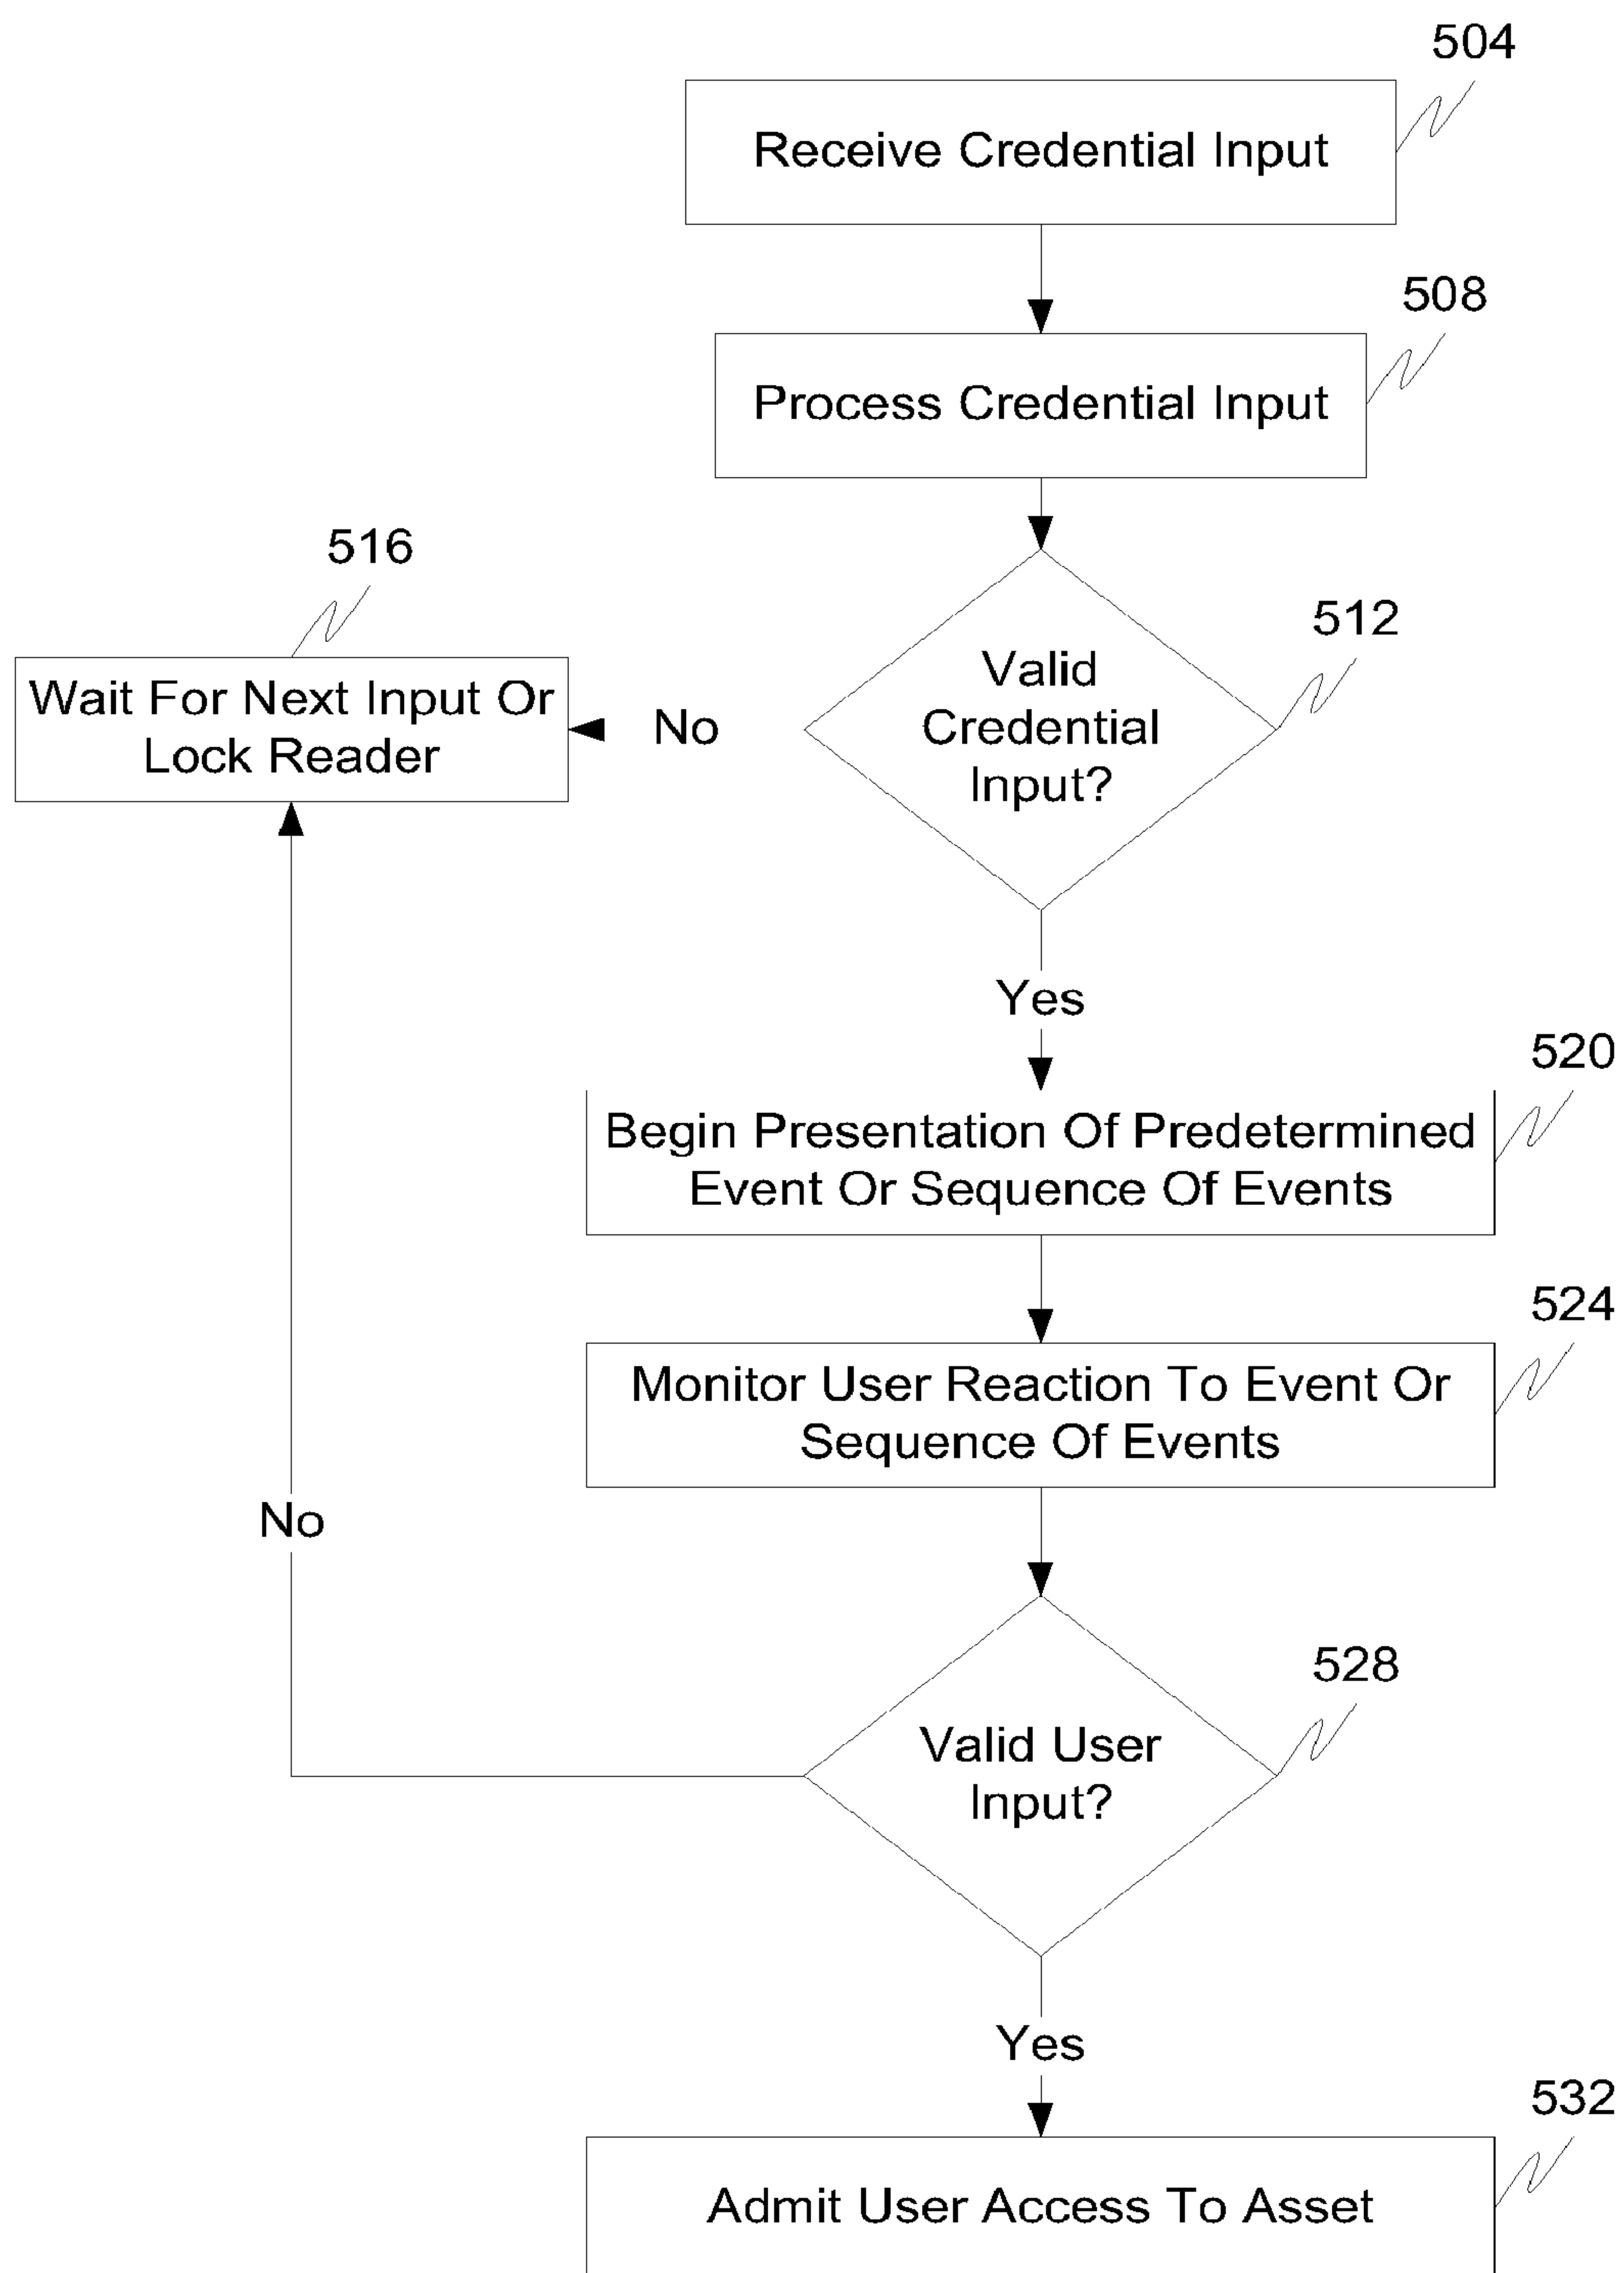 504
Receive Credential Input
508
Process Credential Input
516
Wait For Next Input Or
Lock Reader
No
512
Valid
Credential
Input?
Yes
520
Begin Presentation Of Predetermined
Event Or Sequence Of Events
524
Monitor User Reaction To Event Or
Sequence Of Events
No
528
Valid User
Input?
Yes
532
Admit User Access To Asset